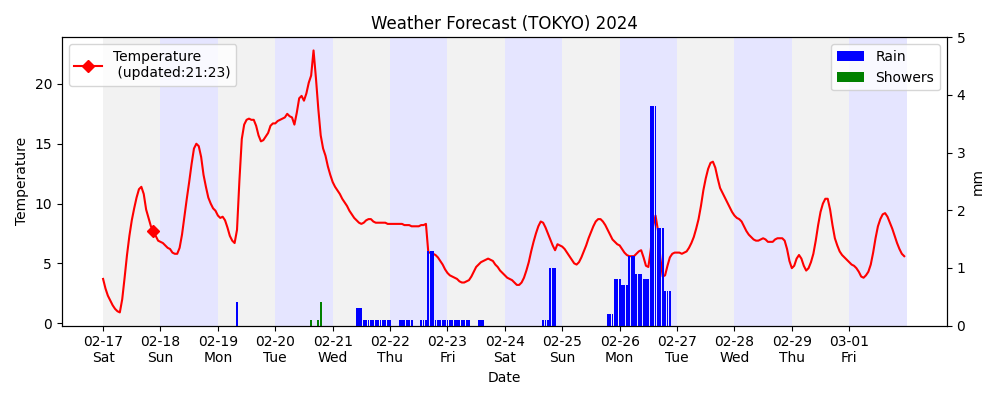 Weather Forecast (TOKYO) 2024
Temperature
(updated:21:23)
Rain
Showers
Temperature
20
15
10
5
0
5
4
3
2
1
0
mm
02-17 02-18 02-19 02-20 02-21 02-22 02-23 02-24 02-25 02-26 02-27 02-28 02-29 03-01
Sat Sun Mon Tue Wed Thu Fri Sat Sun Mon Tue Wed Thu Fri
Date